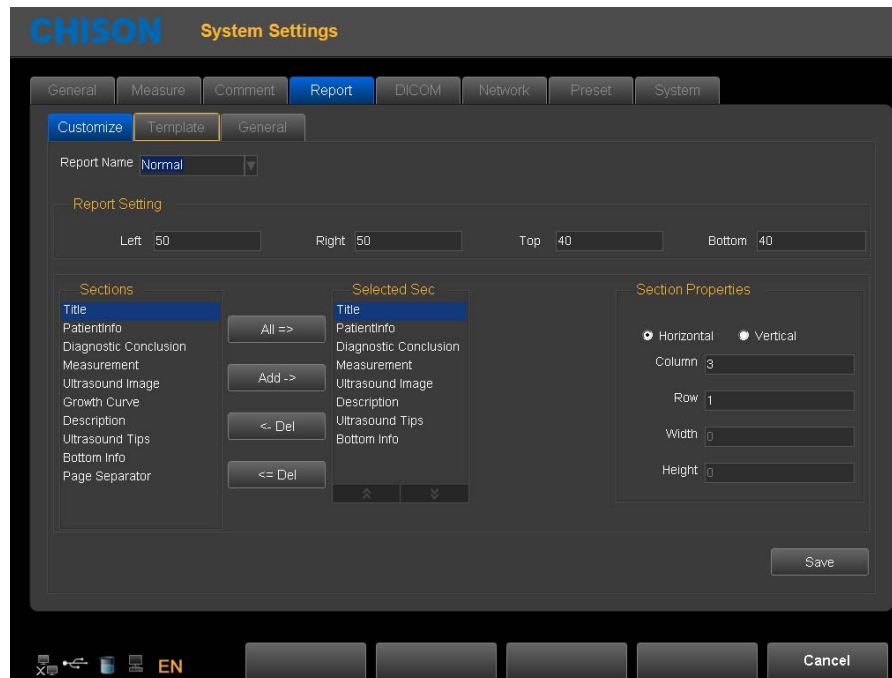 CHISON System Settings
General Measure Comment Report DICOM Network Preset System
Customize Template General
Report Name Normal
Report Setting
Left 50 Right 50 Top 40 Bottom 40
Sections
Title
PatientInfo
Diagnostic Conclusion
Measurement
Ultrasound Image
Growth Curve
Description
Ultrasound Tips
Bottom Info
Page Separator
All =>
Add ->
<- Del
<= Del
Selected Sec
Title
PatientInfo
Diagnostic Conclusion
Measurement
Ultrasound Image
Description
Ultrasound Tips
Bottom Info
Section Properties
Horizontal Vertical
Column 3
Row 1
Width 0
Height 0
Save
EN
Cancel